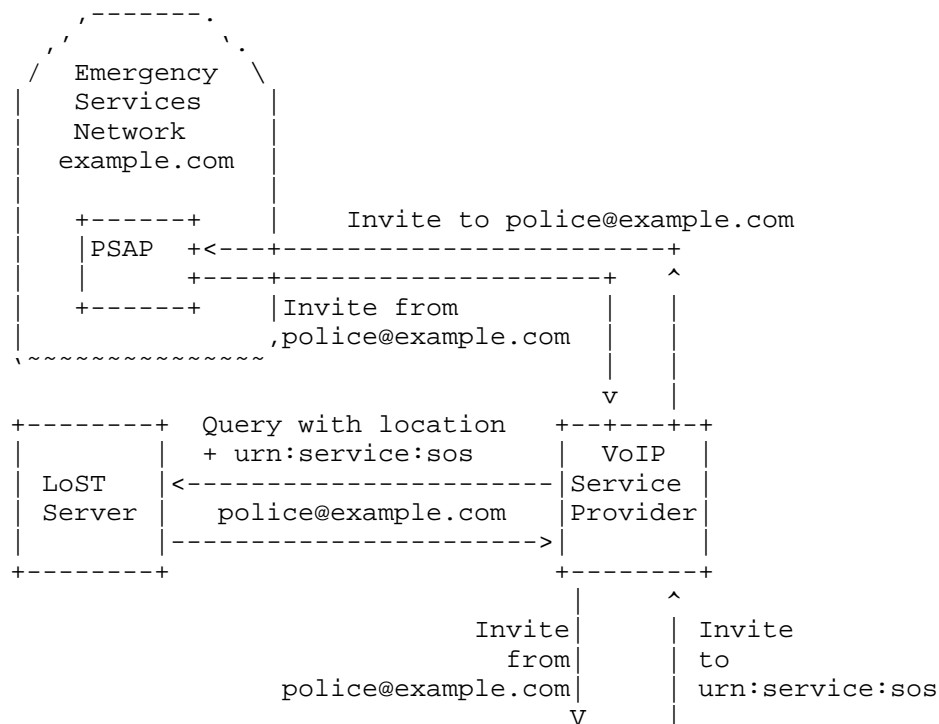 Emergency
Services
Network
example.com
Invite to police@example.com
PSAP
Invite from
police@example.com
Query with location
+ urn:service:sos
VoIP
LoST
Service
Server
police@example.com
Provider
Invite
Invite
from
to
police@example.com
urn:service:sos